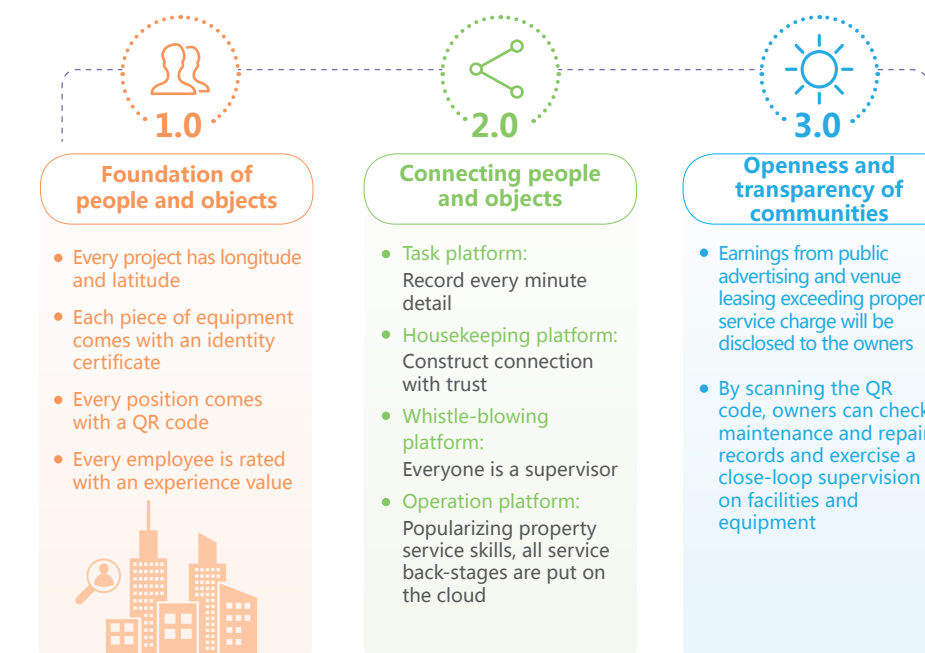 1.0
Foundation of
people and objects
Every project has longitude
and latitude
Each piece of equipment
comes with an identity
certificate
Every position comes
with a QR code
Every employee is rated
with an experience value
2.0
Connecting people
and objects
Task platform:
Record every minute
detail
Housekeeping platform:
Construct connection
with trust
Whistle-blowing
platform:
Everyone is a supervisor
Operation platform:
Popularizing property
service skills, all service
back-stages are put on
the cloud
3.0
Openness and
transparency of
communities
Earnings from public
advertising and venue
leasing exceeding proper
service charge will be
disclosed to the owners
By scanning the QR
code, owners can check
maintenance and repair
records and exercise a
close-loop supervision
on facilities and
equipment